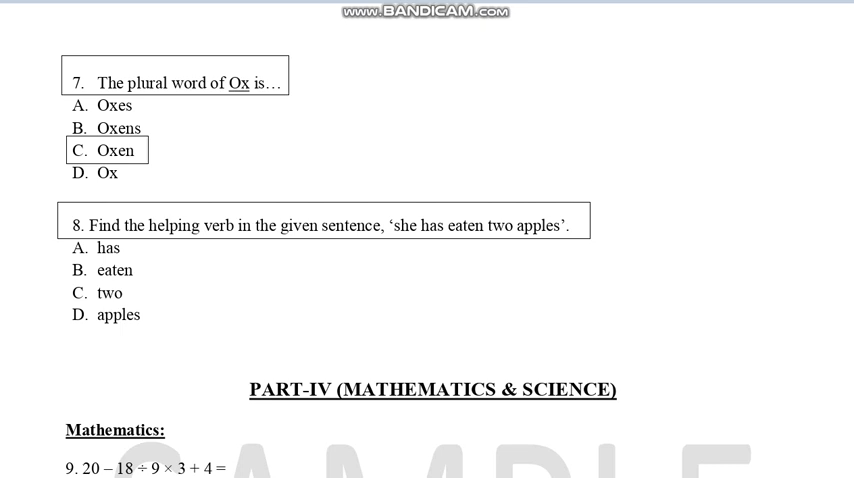 www.BANDICAM.com
7. The plural word of Ox is…
A. Oxes
B. Oxens
C. Oxen
D. Ox
8. Find the helping verb in the given sentence, ‘she has eaten two apples’.
A. has
B. eaten
C. two
D. apples
PART-IV (MATHEMATICS & SCIENCE)
Mathematics:
9. 20 – 18 ÷ 9 × 3 + 4 =
SAMPLE